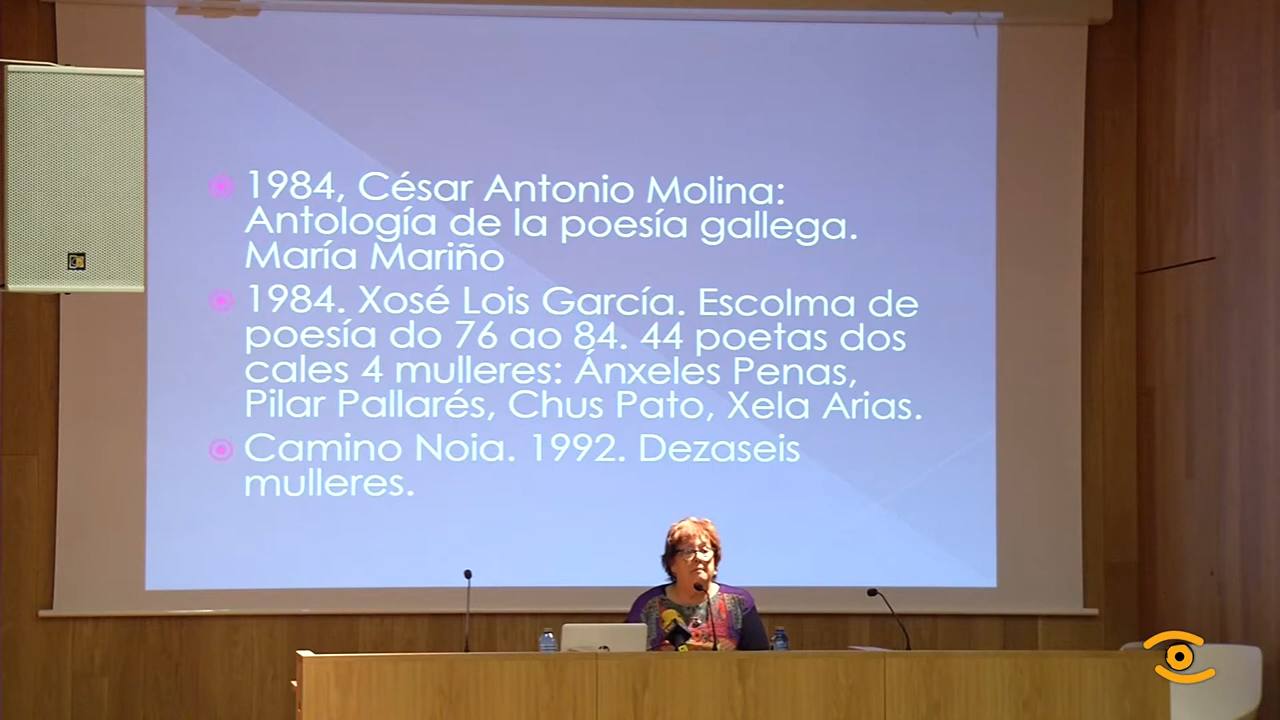 1984, César Antonio Molina:
Antología de la poesía gallega.
María Mariño
1984. Xosé Lois García. Escolma de
poesía do 76 ao 84. 44 poetas dos
cales 4 mulleres: Ánxeles Penas,
Pilar Pallarés, Chus Pato, Xela Arias.
Camino Noia. 1992. Dezaseis
mulleres.